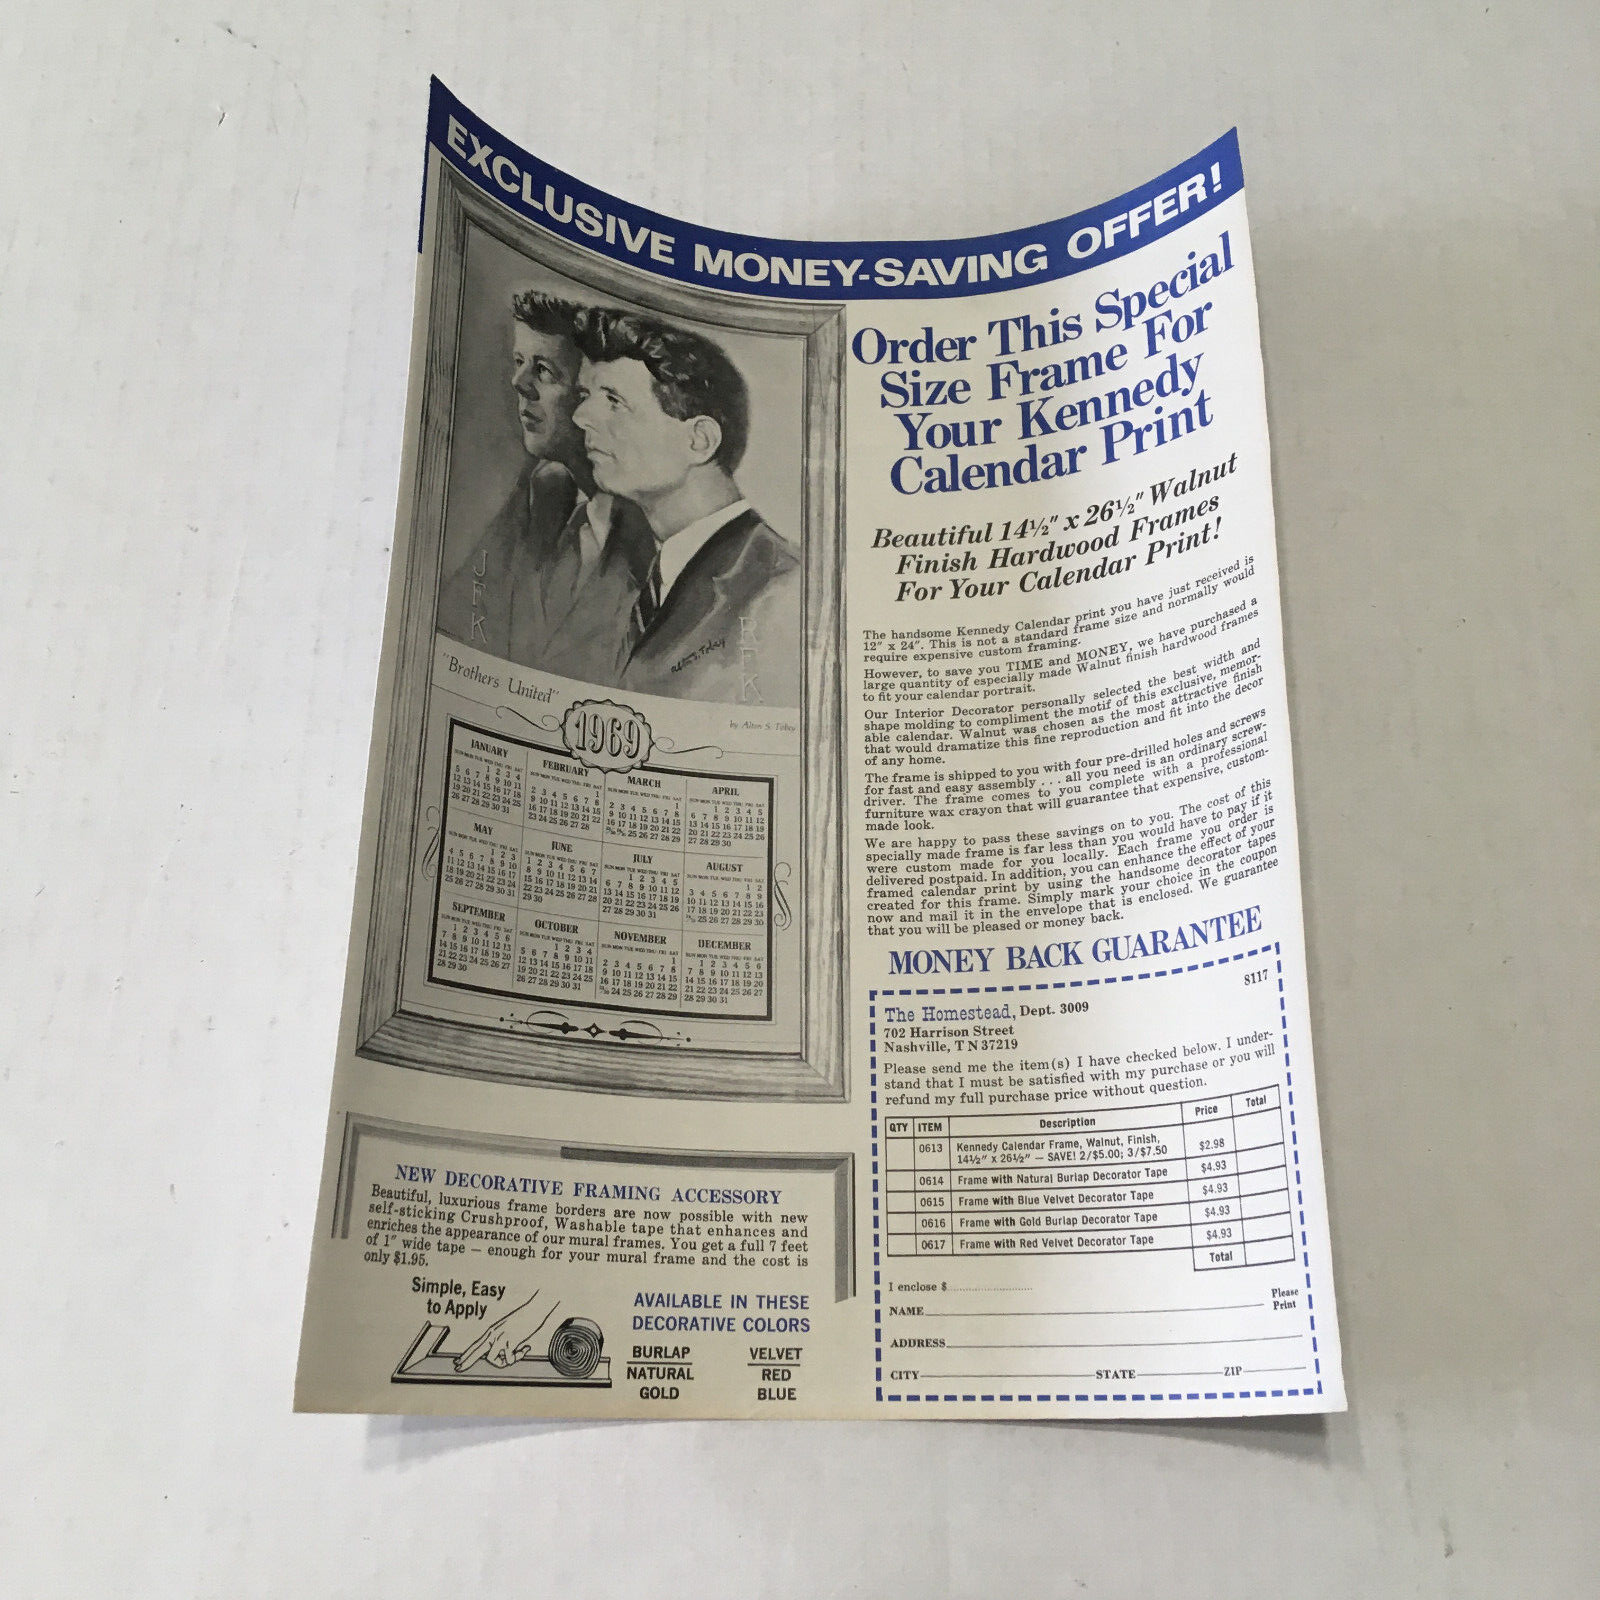 EXCLUSIVE MONEY-SAVING OFFER!
JFK
RFK
Alton S. Tobey
"Brothers United"
by Alton S. Tobey
1969
JANUARY
FEBRUARY
MARCH
APRIL
MAY
JUNE
JULY
AUGUST
SEPTEMBER
OCTOBER
NOVEMBER
DECEMBER
Order This Special
Size Frame For
Your Kennedy
Calendar Print
Beautiful 14½" x 26½" Walnut
Finish Hardwood Frames
For Your Calendar Print!
The handsome Kennedy Calendar print you have just received is
12" x 24". This is not a standard frame size and normally would
require expensive custom framing.
However, to save you TIME and MONEY, we have purchased a
large quantity of especially made Walnut finish hardwood frames
to fit your calendar portrait.
Our Interior Decorator personally selected the best width and
shape molding to compliment the motif of this exclusive, memor-
able calendar. Walnut was chosen as the most attractive finish
that would dramatize this fine reproduction and fit into the decor
of any home.
The frame is shipped to you with four pre-drilled holes and screws
for fast and easy assembly . . . all you need is an ordinary screw-
driver. The frame comes to you complete with a professional
furniture wax crayon that will guarantee that expensive, custom-
made look.
We are happy to pass these savings on to you. The cost of this
specially made frame is far less than you would have to pay if it
were custom made for you locally. Each frame you order is
delivered postpaid. In addition, you can enhance the effect of your
framed calendar print by using the handsome decorator tapes
created for this frame. Simply mark your choice in the coupon
now and mail it in the envelope that is enclosed. We guarantee
that you will be pleased or money back.
MONEY BACK GUARANTEE
8117
The Homestead, Dept. 3009
702 Harrison Street
Nashville, TN 37219
Please send me the item(s) I have checked below. I under-
stand that I must be satisfied with my purchase or you will
refund my full purchase price without question.
QTY ITEM Description Price Total
0613 Kennedy Calendar Frame, Walnut, Finish, $2.98
14½" x 26½" — SAVE! 2/$5.00; 3/$7.50
0614 Frame with Natural Burlap Decorator Tape $4.93
0615 Frame with Blue Velvet Decorator Tape $4.93
0616 Frame with Gold Burlap Decorator Tape $4.93
0617 Frame with Red Velvet Decorator Tape $4.93
Total
I enclose $
Please
Print
NAME
ADDRESS
CITY STATE ZIP
NEW DECORATIVE FRAMING ACCESSORY
Beautiful, luxurious frame borders are now possible with new
self-sticking Crushproof, Washable tape that enhances and
enriches the appearance of our mural frames. You get a full 7 feet
of 1" wide tape — enough for your mural frame and the cost is
only $1.95.
Simple, Easy
to Apply
AVAILABLE IN THESE
DECORATIVE COLORS
BURLAP VELVET
NATURAL RED
GOLD BLUE